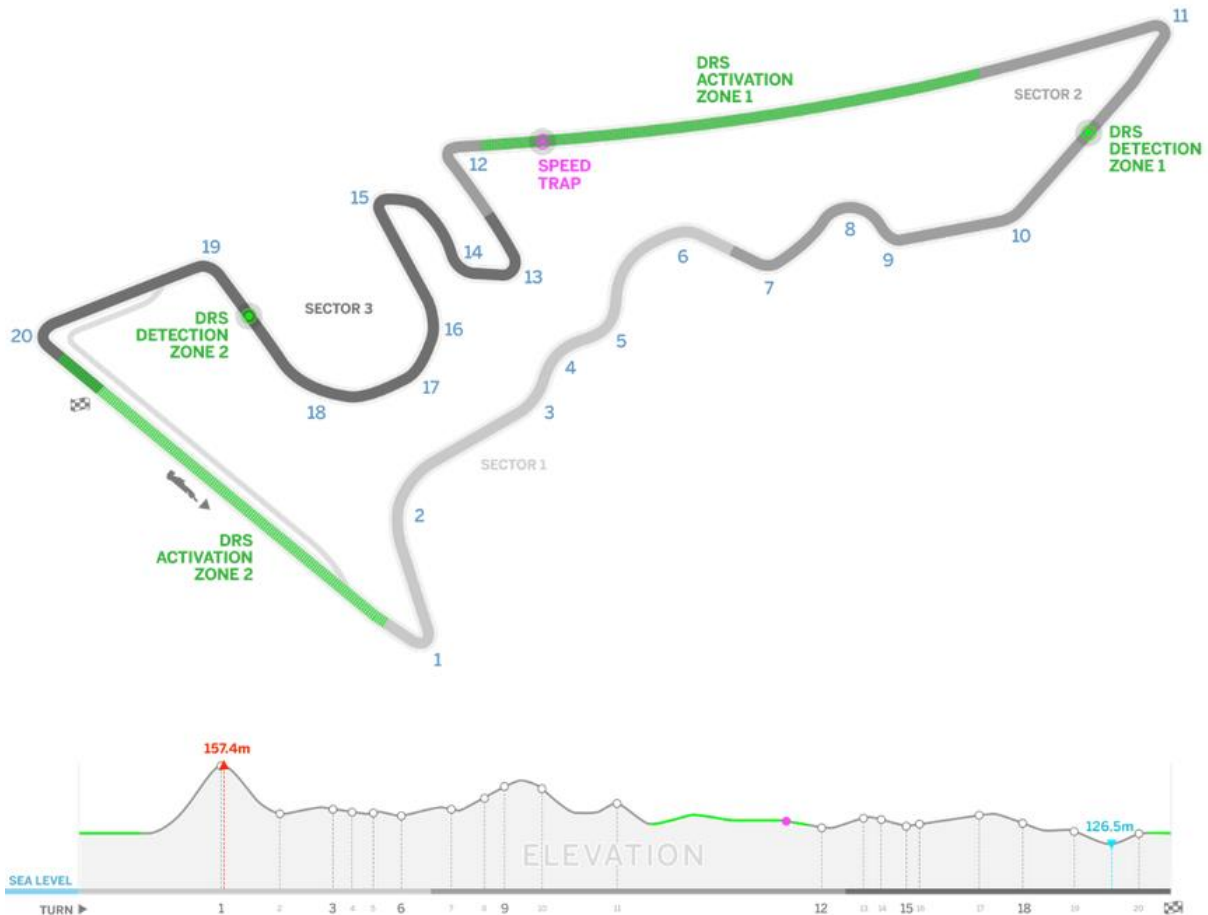 11
DRS
ACTIVATION
ZONE 1
SECTOR 2
DRS
DETECTION
ZONE 1
12
SPEED
TRAP
15
8
10
9
6
7
14
13
19
SECTOR 3
DRS
DETECTION
ZONE 2
20
16
5
4
17
18
3
SECTOR 1
2
DRS
ACTIVATION
ZONE 2
1
157.4m
126.5m
ELEVATION
SEA LEVEL
TURN 1 2 3 4 5 6 7 8 9 10 11 12 13 14 15 16 17 18 19 20